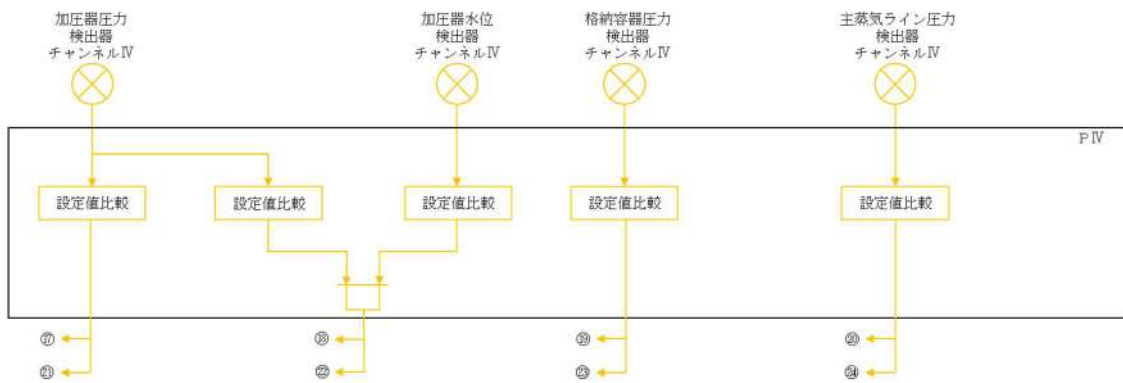 加圧器圧力
検出器
チャンネルⅣ
加圧器水位
検出器
チャンネルⅣ
格納容器圧力
検出器
チャンネルⅣ
主蒸気ライン圧力
検出器
チャンネルⅣ
PⅣ
設定値比較
設定値比較
設定値比較
設定値比較
設定値比較
⑰
⑱
⑲
⑳
㉑
㉒
㉓
㉔